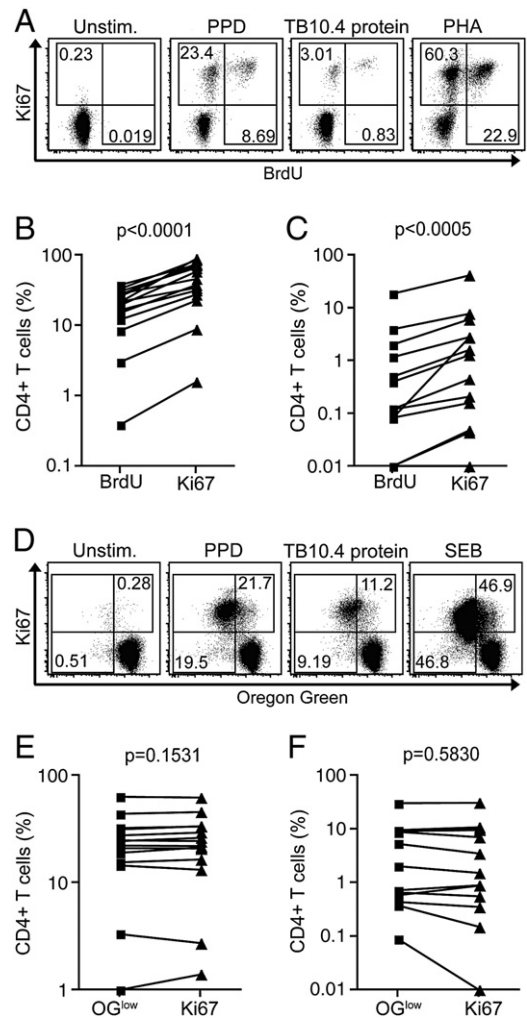 A
Unstim. PPD TB10.4 protein PHA
Ki67
0.23 23.4 3.01 60.3
0.019 8.69 0.83 22.9
BrdU
B
p<0.0001
CD4+ T cells (%)
100
10
1
0.1
BrdU Ki67
C
p<0.0005
CD4+ T cells (%)
100
10
1
0.1
0.01
BrdU Ki67
D
Unstim. PPD TB10.4 protein SEB
Ki67
0.28 21.7 11.2 46.9
0.51 19.5 9.19 46.8
Oregon Green
E
p=0.1531
CD4+ T cells (%)
100
10
1
OGlow Ki67
F
p=0.5830
CD4+ T cells (%)
100
10
1
0.1
0.01
OGlow Ki67